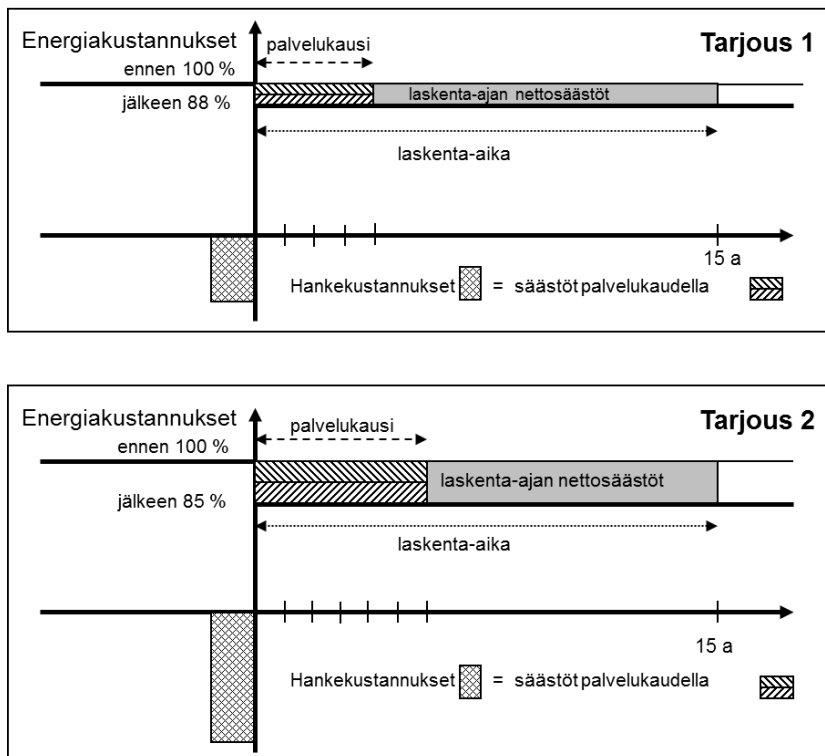 Energiakustannukset
palvelukausi
Tarjous 1
ennen 100 %
jälkeen 88 %
laskenta-ajan nettosäästöt
laskenta-aika
15 a
Hankekustannukset = säästöt palvelukaudella
Energiakustannukset
palvelukausi
Tarjous 2
ennen 100 %
jälkeen 85 %
laskenta-ajan nettosäästöt
laskenta-aika
15 a
Hankekustannukset = säästöt palvelukaudella